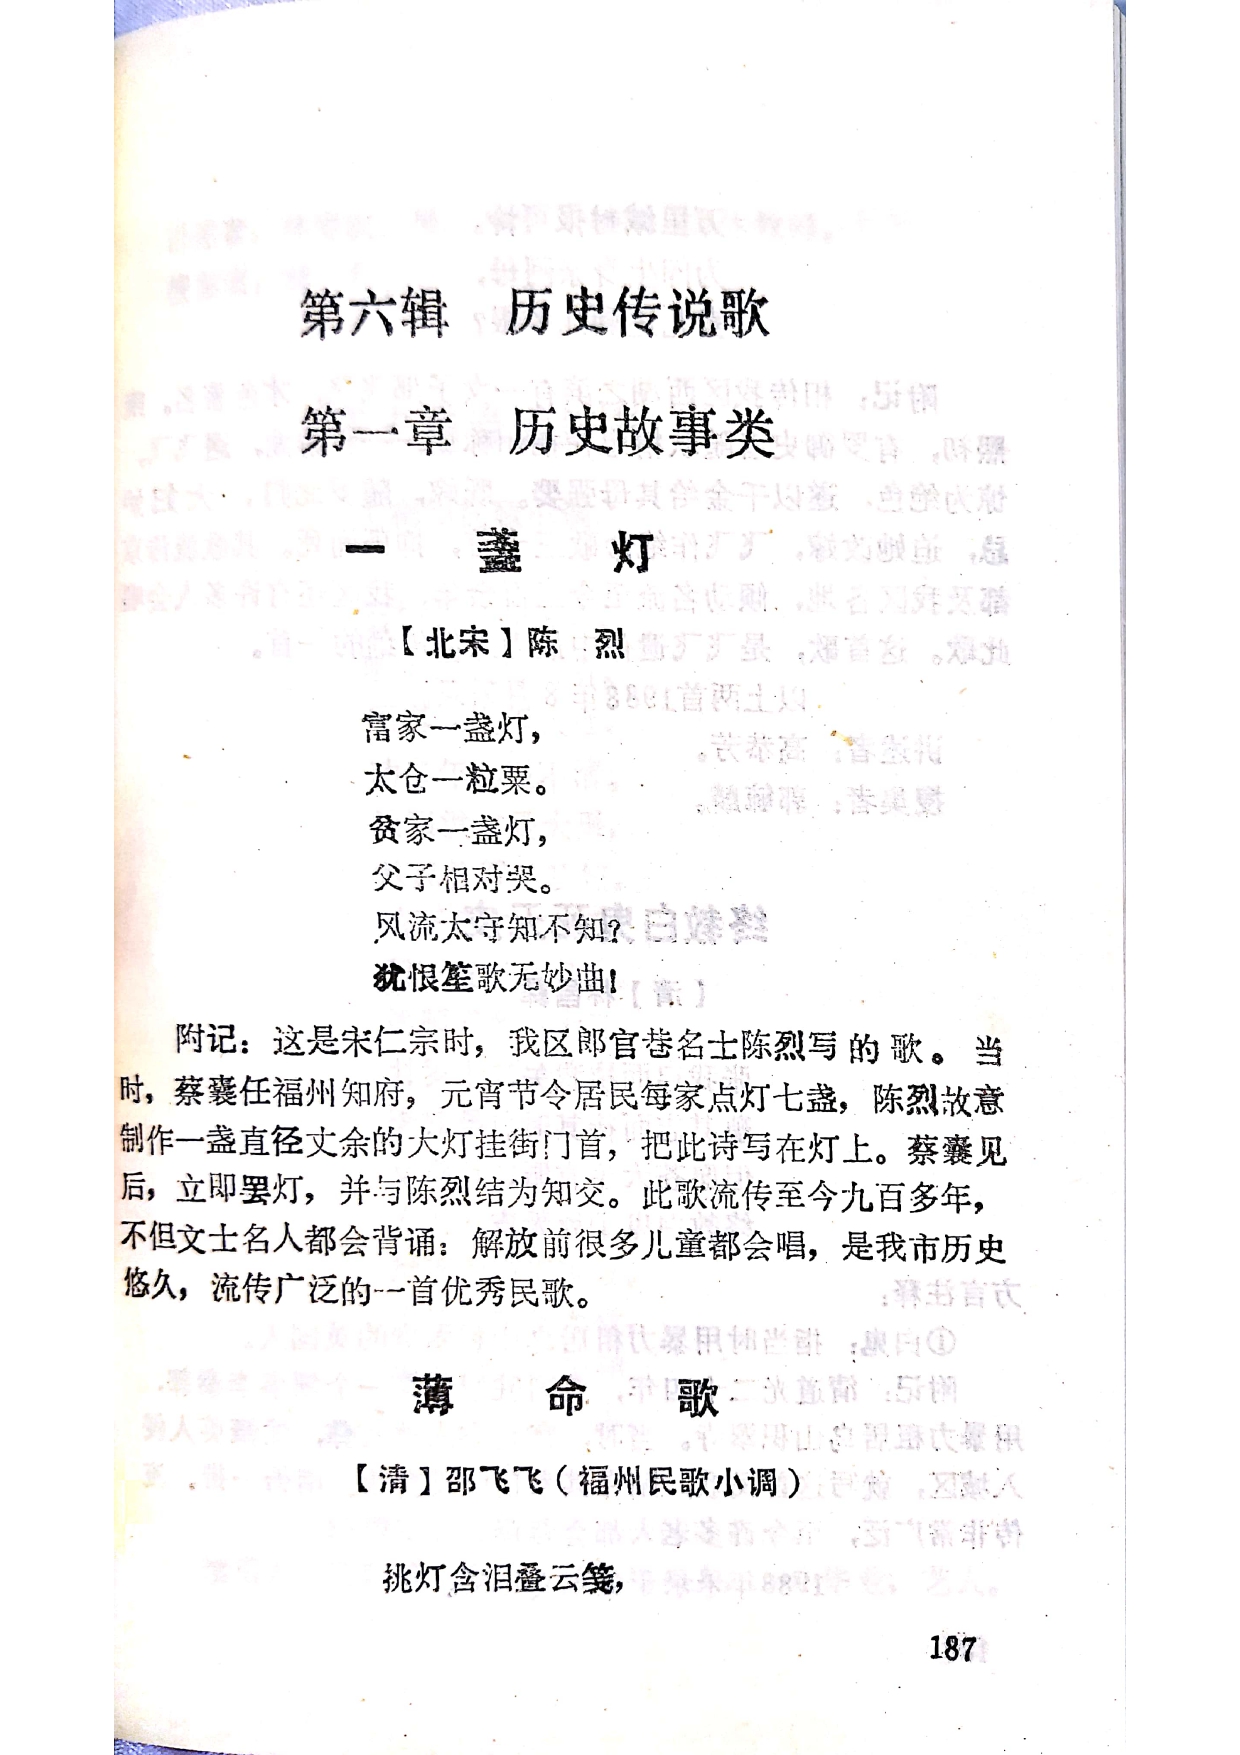 第六辑 历史传说歌
第一章 历史故事类
一盏灯
【北宋】陈 烈
富家一盏灯，
太仓一粒粟。
贫家一盏灯，
父子相对哭。
风流太守知不知？
犹恨笙歌无妙曲！
附记：这是宋仁宗时，我区郎官巷名士陈烈写的歌。当
时，蔡襄任福州知府，元宵节令居民每家点灯七盏，陈烈故意
制作一盏直径丈余的大灯挂街门首，把此诗写在灯上。蔡襄见
后，立即罢灯，并与陈烈结为知交。此歌流传至今九百多年，
不但文士名人都会背诵；解放前很多儿童都会唱，是我市历史
悠久，流传广泛的一首优秀民歌。
薄命歌
【清】邵飞飞（福州民歌小调）
挑灯含泪叠云笺，
187